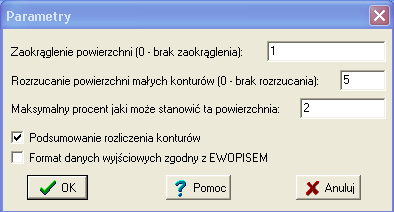 Parametry
Zaokrąglenie powierzchni (0 - brak zaokrąglenia): 1
Rozrzucanie powierzchni małych konturów (0 - brak rozrzucania): 5
Maksymalny procent jaki może stanowić ta powierzchnia: 2
Podsumowanie rozliczenia konturów
Format danych wyjściowych zgodny z EWOPISEM
OK ? Pomoc Anuluj